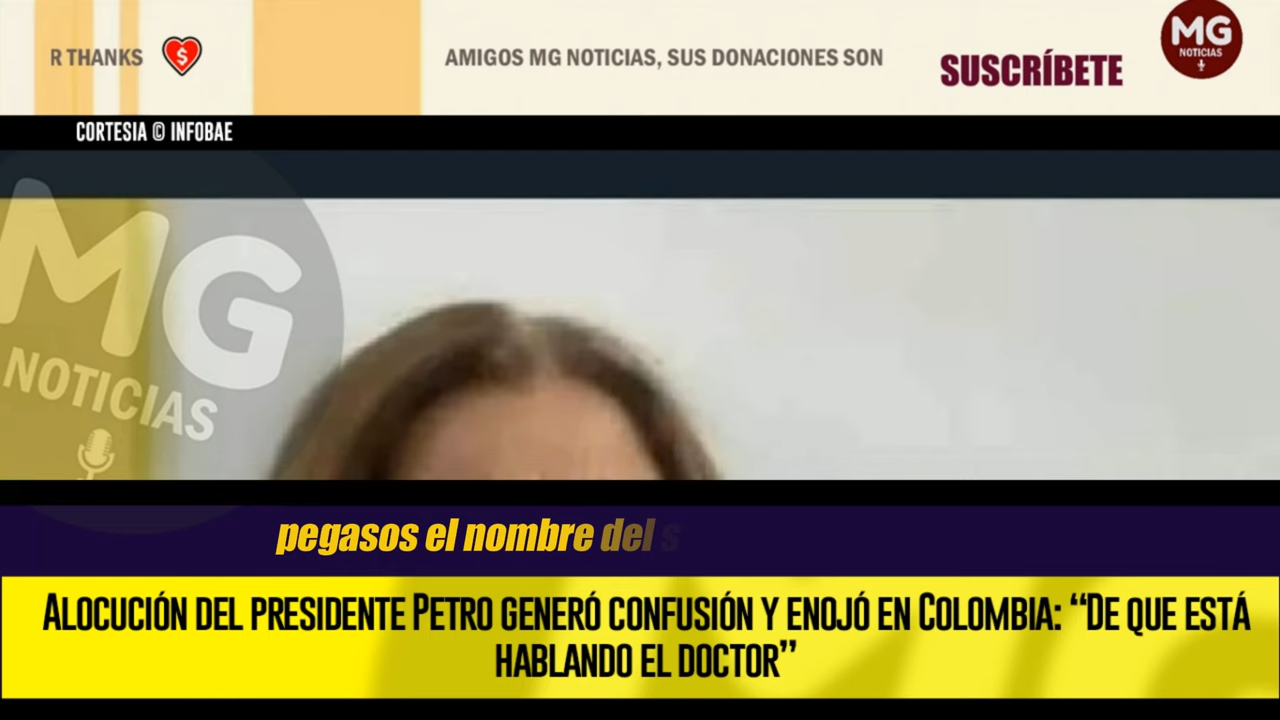 R THANKS
AMIGOS MG NOTICIAS, SUS DONACIONES SON
SUSCRÍBETE
MG
NOTICIAS
CORTESIA © INFOBAE
MG
NOTICIAS
pegasos el nombre del s
ALOCUCIÓN DEL PRESIDENTE PETRO GENERÓ CONFUSIÓN Y ENOJÓ EN COLOMBIA: “DE QUE ESTÁ
HABLANDO EL DOCTOR”